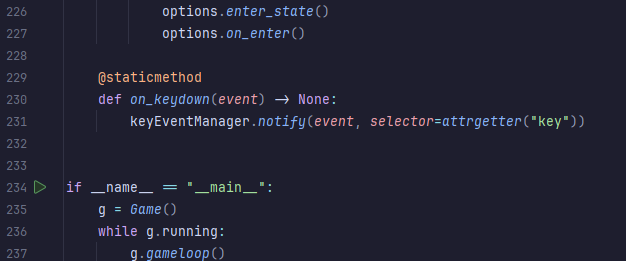 226 options.enter_state()
227 options.on_enter()
228
229 @staticmethod
230 def on_keydown(event) -> None:
231 keyEventManager.notify(event, selector=attrgetter("key"))
232
233
234 if __name__ == "__main__":
235 g = Game()
236 while g.running:
237 g.gameloop()